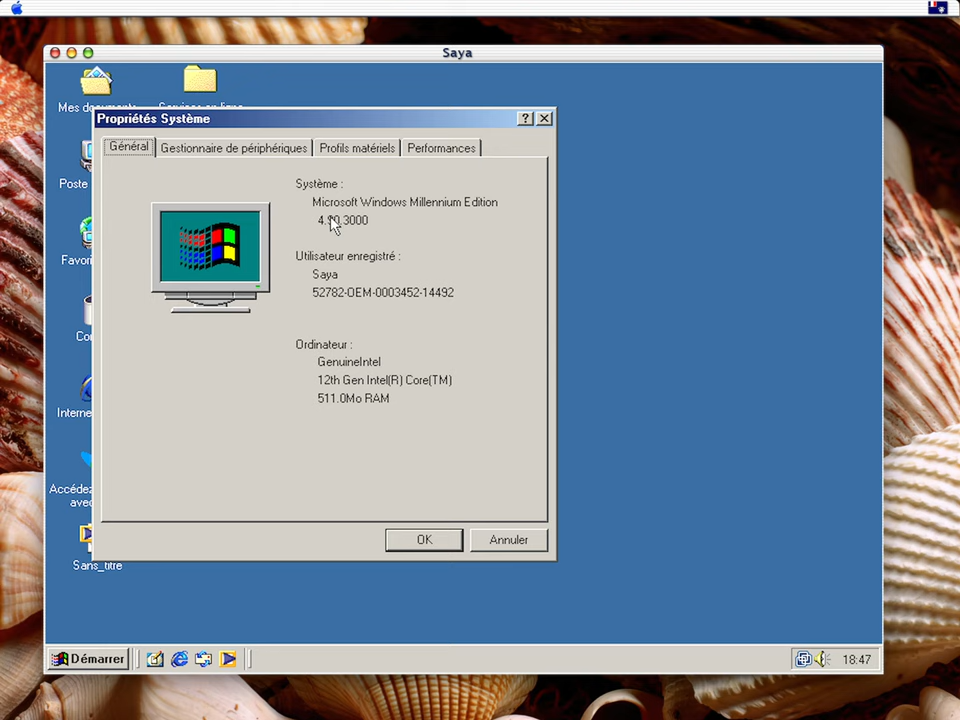 Saya
Mes documents
Propriétés Système
Général
Gestionnaire de périphériques
Profils matériels
Performances
Système :
Microsoft Windows Millennium Edition
3000
Utilisateur enregistré :
Saya
52782-OEM-0003452-14492
Ordinateur :
GenuineIntel
12th Gen Intel(R) Core(TM)
511.0Mo RAM
OK
Annuler
Poste
Favori
Co
Interne
Accédez
avec
Sans_titre
Démarrer
18:47